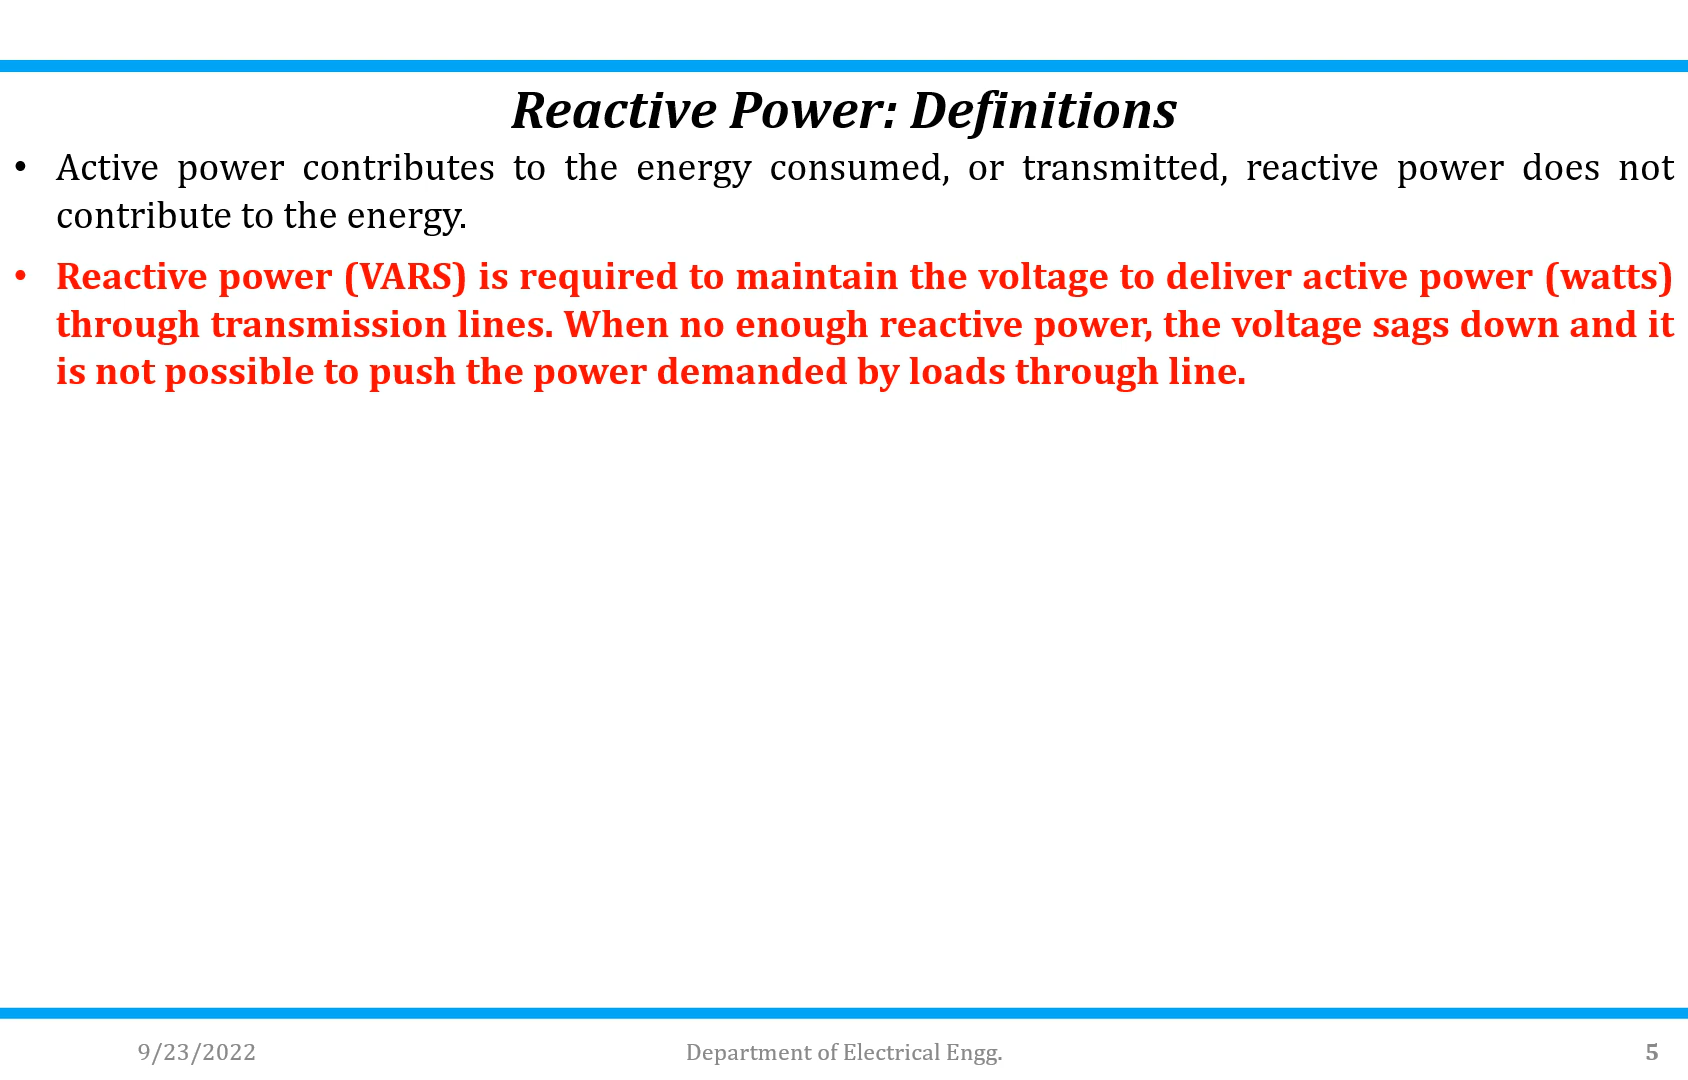 Reactive Power: Definitions
• Active power contributes to the energy consumed, or transmitted, reactive power does not
contribute to the energy.
• Reactive power (VARS) is required to maintain the voltage to deliver active power (watts)
through transmission lines. When no enough reactive power, the voltage sags down and it
is not possible to push the power demanded by loads through line.
9/23/2022
Department of Electrical Engg.
5